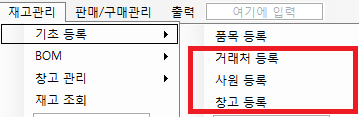 재고관리 판매/구매관리 출력 여기에 입력
기초 등록 품목 등록
BOM 거래처 등록
창고 관리 사원 등록
재고 조회 창고 등록